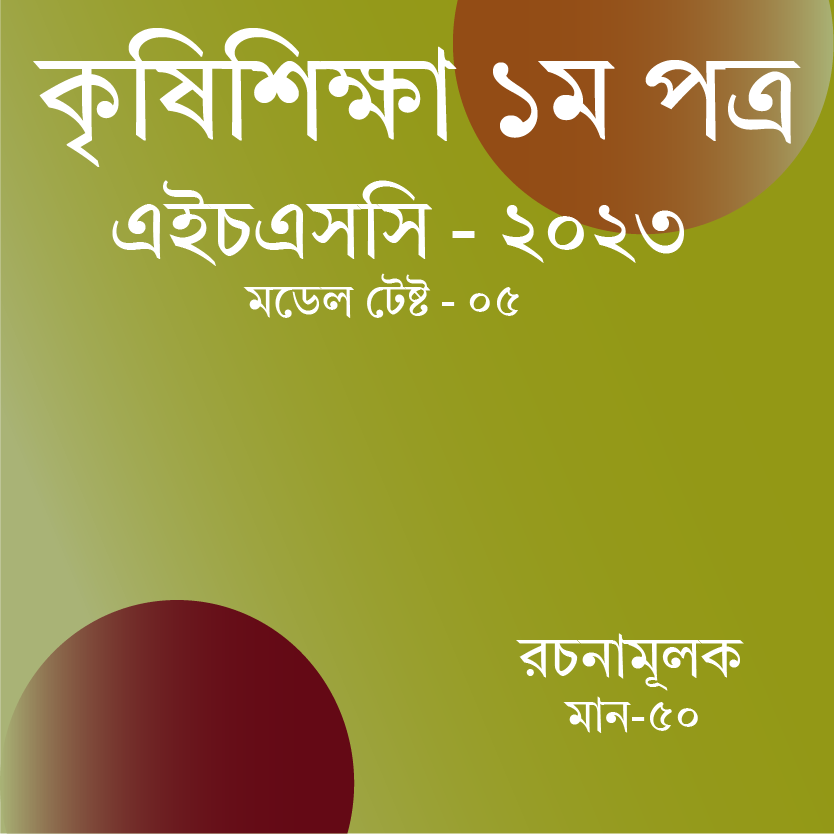 কৃষিশিক্ষা ১ম পত্র
এইচএসসি - ২০২৩
মডেল টেষ্ট - ০৫
রচনামূলক
মান-৫০